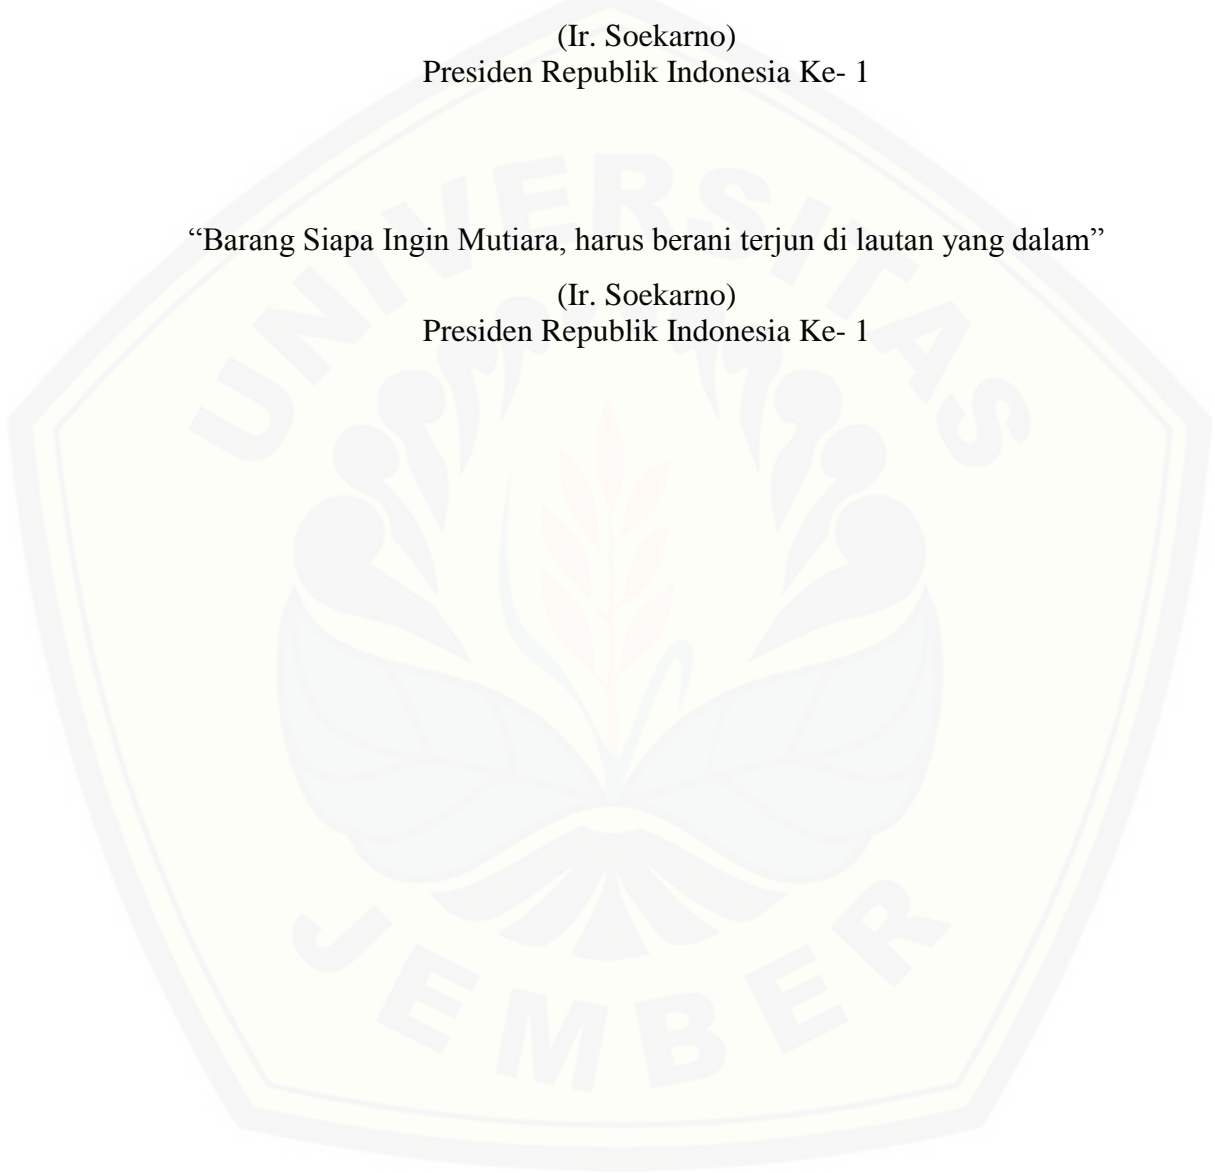 (Ir. Soekarno)
Presiden Republik Indonesia Ke- 1
“Barang Siapa Ingin Mutiara, harus berani terjun di lautan yang dalam”
(Ir. Soekarno)
Presiden Republik Indonesia Ke- 1
UNIVERSITAS
JEMBER